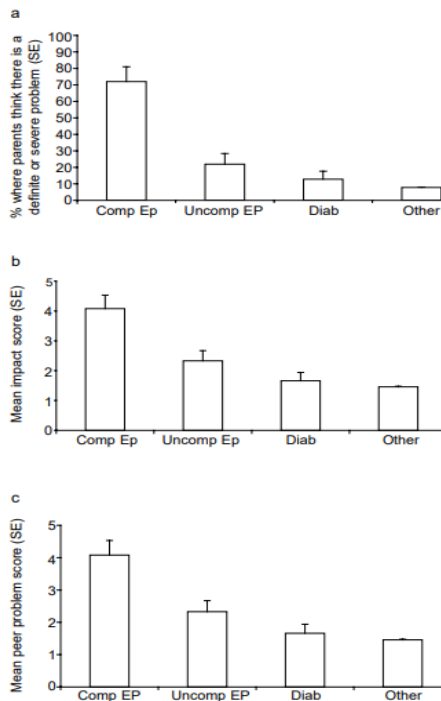 a
% where parents think there is a
definite or severe problem (SE)
100
90
80
70
60
50
40
30
20
10
0
Comp Ep Uncomp EP Diab Other
b
Mean impact score (SE)
5
4
3
2
1
0
Comp Ep Uncomp Ep Diab Other
c
Mean peer problem score (SE)
5
4
3
2
1
0
Comp EP Uncomp EP Diab Other